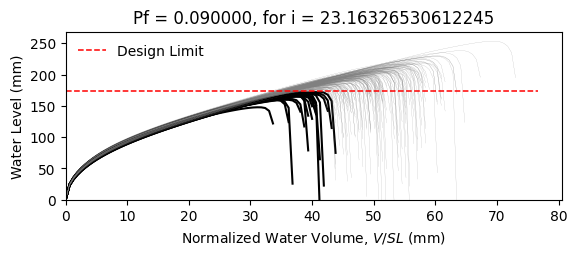 Pf = 0.090000, for i = 23.16326530612245
Water Level (mm)
250
200
150
100
50
0
Design Limit
0 10 20 30 40 50 60 70 80
Normalized Water Volume, V/SL (mm)